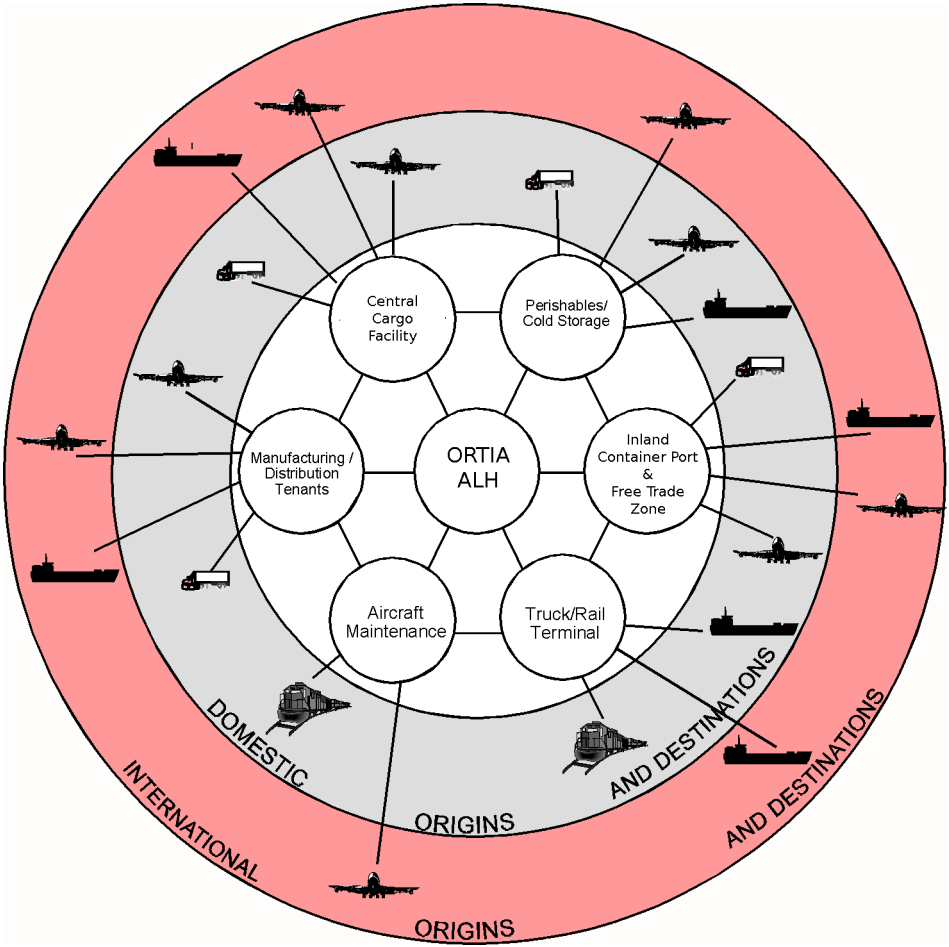 Central
Cargo
Facility
Perishables/
Cold Storage
Manufacturing /
Distribution
Tenants
ORTIA
ALH
Inland
Container Port
&
Free Trade
Zone
Aircraft
Maintenance
Truck/Rail
Terminal
DOMESTIC
ORIGINS
AND DESTINATIONS
INTERNATIONAL
ORIGINS
AND DESTINATIONS